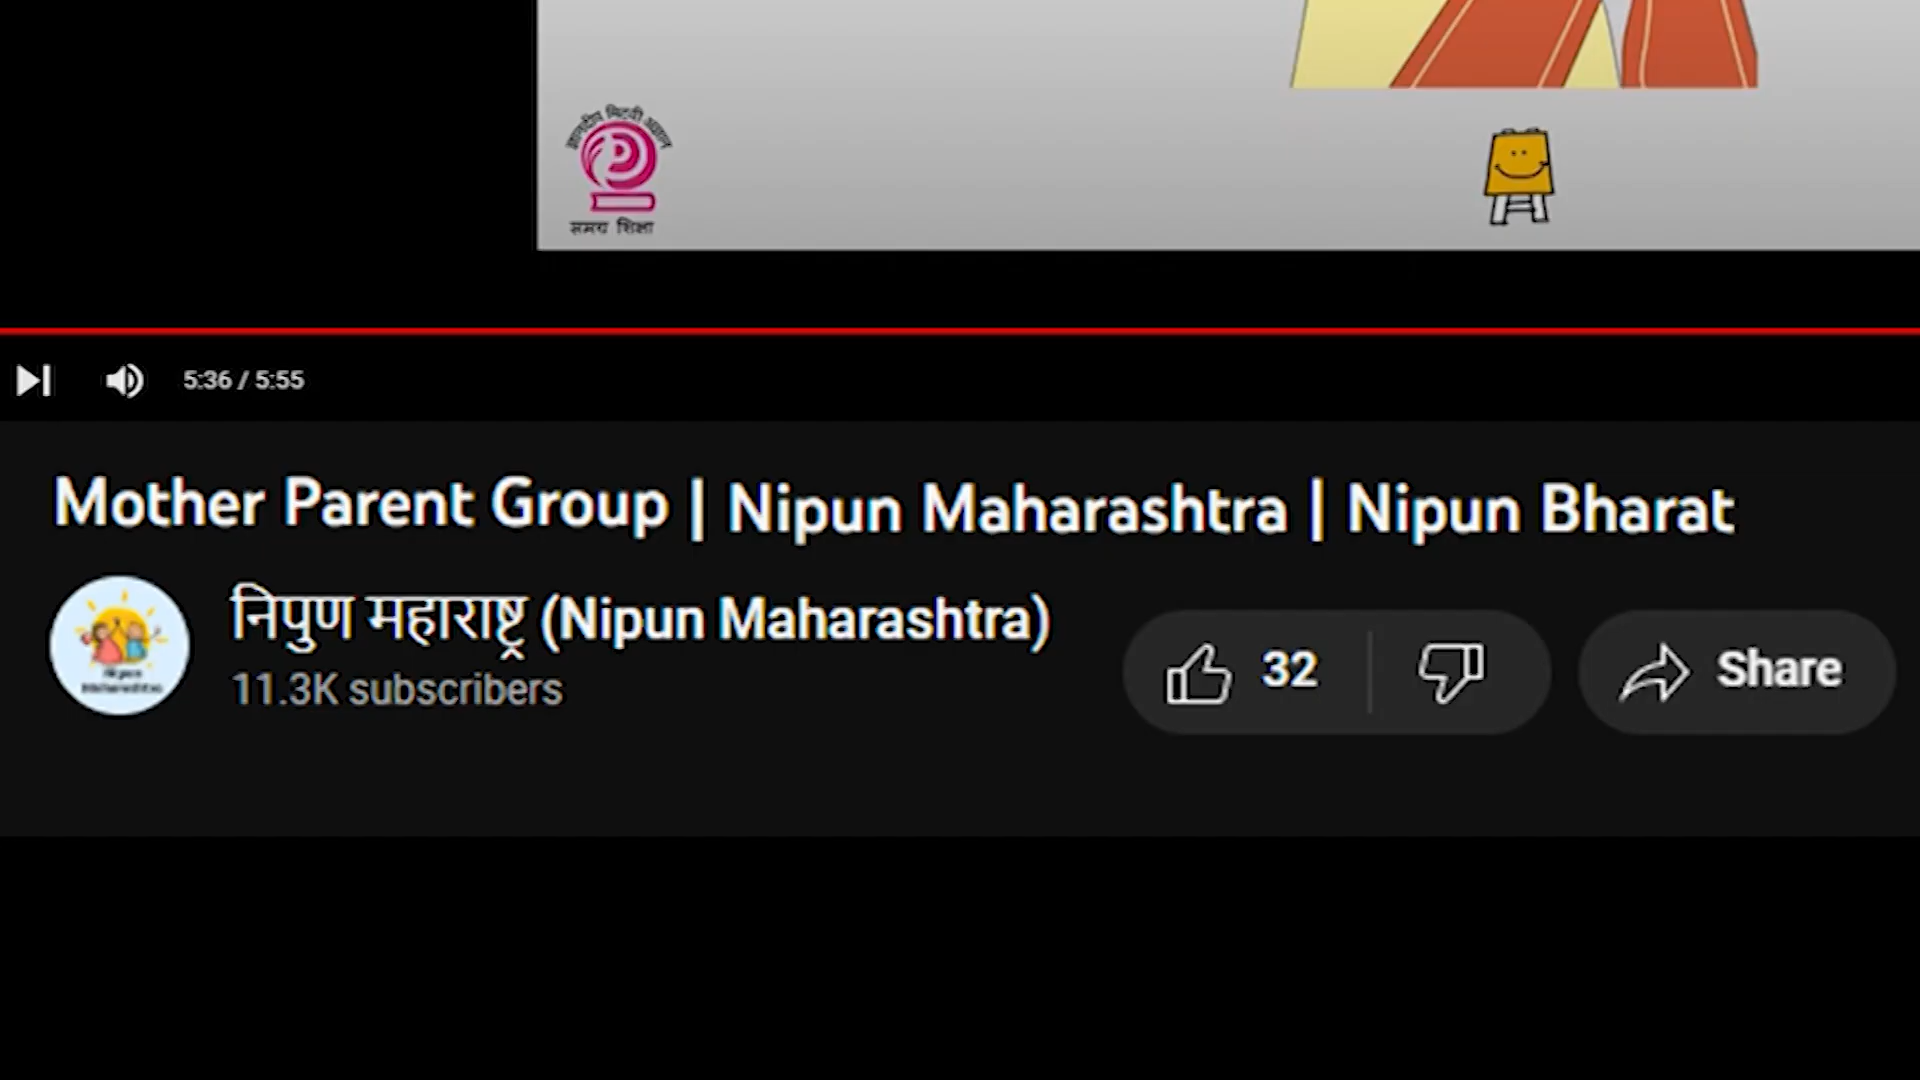 समग्र शिक्षा
5:36 / 5:55
Mother Parent Group | Nipun Maharashtra | Nipun Bharat
निपुण महाराष्ट्र (Nipun Maharashtra)
11.3K subscribers
32
Share